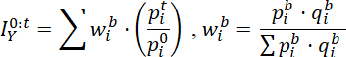 I_Y^{0:t} = \sum w_i^b \cdot \left( \frac{p_i^t}{p_i^0} \right) , w_i^b = \frac{p_i^b \cdot q_i^b}{\sum p_i^b \cdot q_i^b}